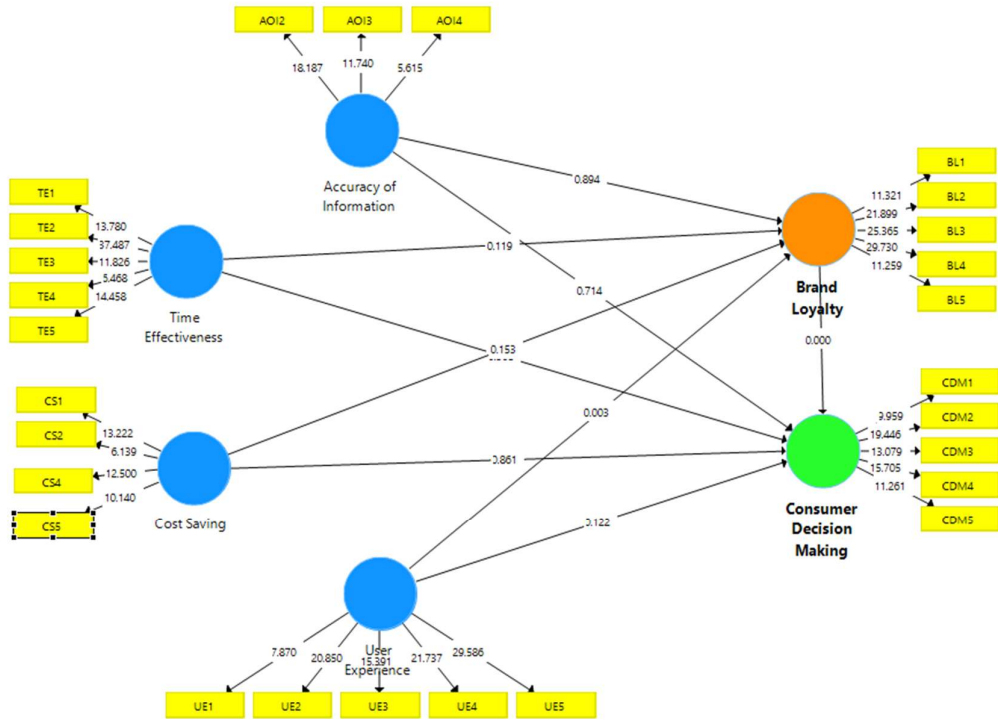 AOI2
AOI3
AOI4
18.187
11.740
5.615
Accuracy of
Information
TE1
TE2
TE3
TE4
TE5
13.780
37.487
11.826
5.468
14.458
Time
Effectiveness
CS1
CS2
CS4
CS5
13.222
6.139
12.500
10.140
Cost Saving
UE1
UE2
UE3
UE4
UE5
7.870
20.850
15.391
21.737
29.586
User
Experience
0.894
0.119
0.714
0.153
0.003
0.861
0.122
0.000
BL1
BL2
BL3
BL4
BL5
11.321
21.899
25.365
29.730
11.259
Brand
Loyalty
CDM1
CDM2
CDM3
CDM4
CDM5
9.959
19.446
13.079
15.705
11.261
Consumer
Decision
Making